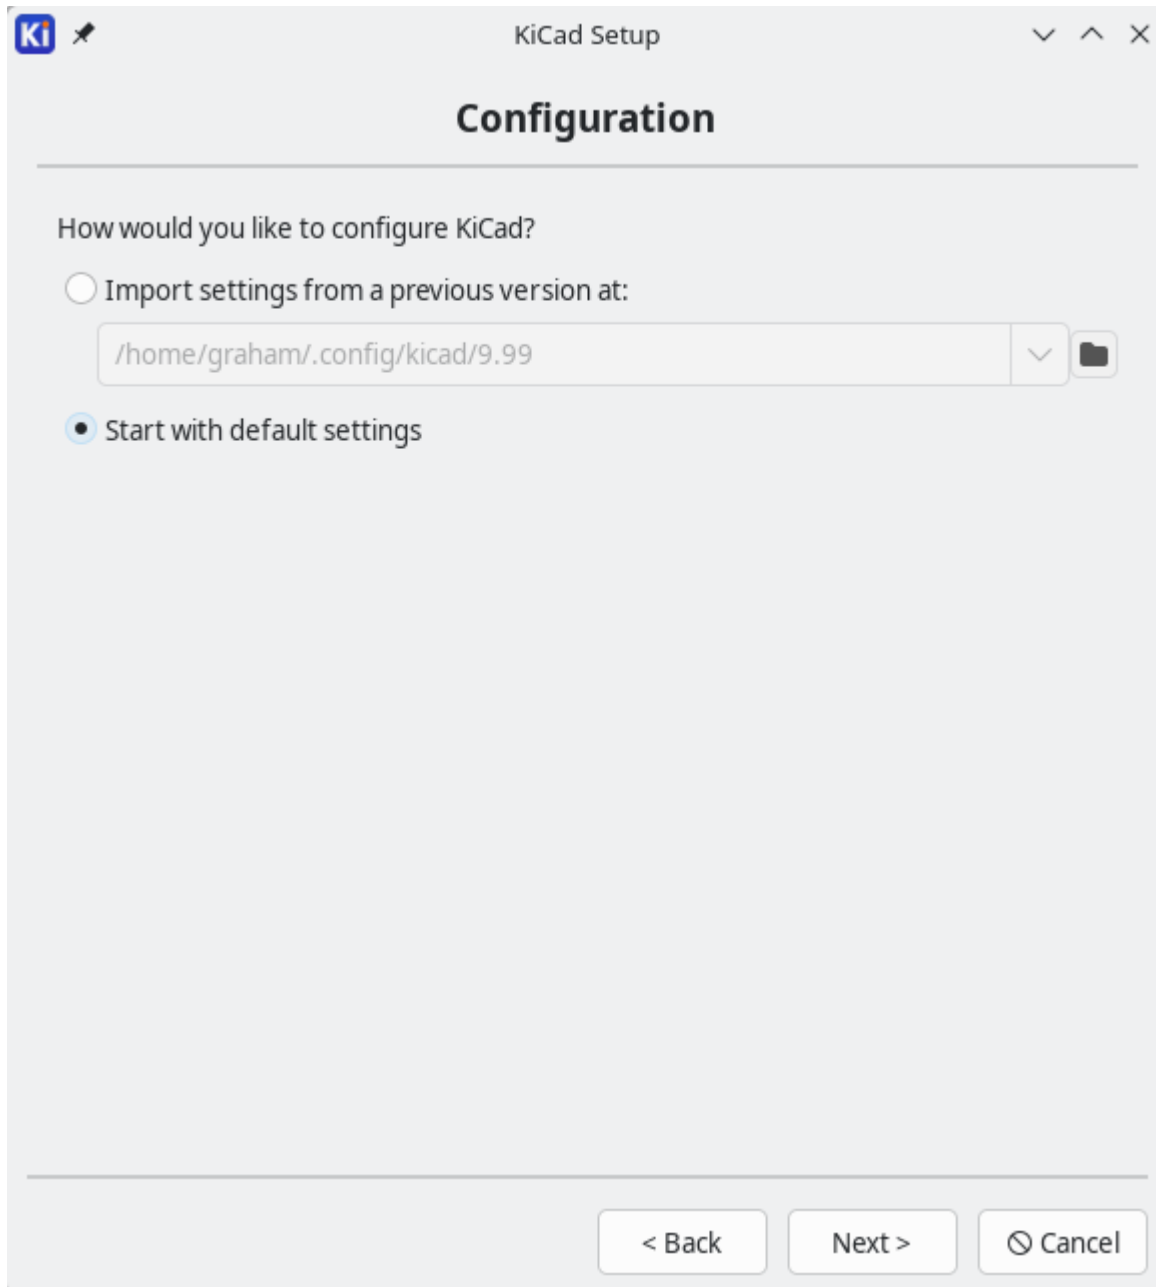 Ki
KiCad Setup
Configuration
How would you like to configure KiCad?
Import settings from a previous version at:
/home/graham/.config/kicad/9.99
Start with default settings
< Back Next > Cancel